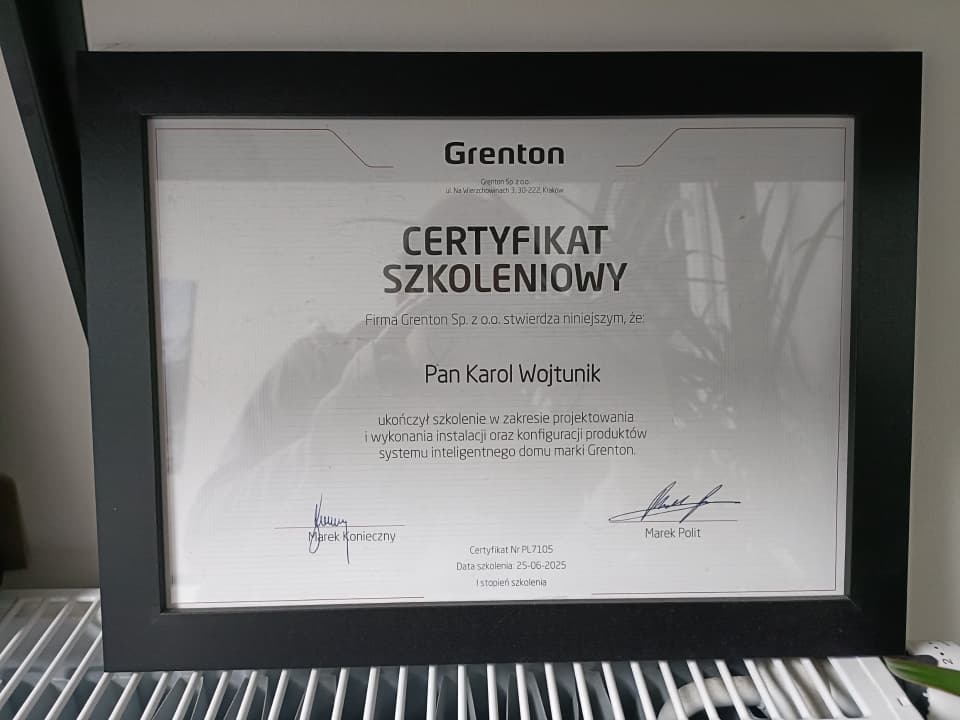 Grenton
Grenton Sp. z o.o.
ul. Na Wierzchowinach 3, 30-222, Kraków
CERTYFIKAT
SZKOLENIOWY
Firma Grenton Sp. z o.o. stwierdza niniejszym, że:
Pan Karol Wojtunik
ukończył szkolenie w zakresie projektowania
i wykonania instalacji oraz konfiguracji produktów
systemu inteligentnego domu marki Grenton.
Marek Konieczny
Marek Polit
Certyfikat Nr PL7105
Data szkolenia: 25-06-2025
I stopień szkolenia